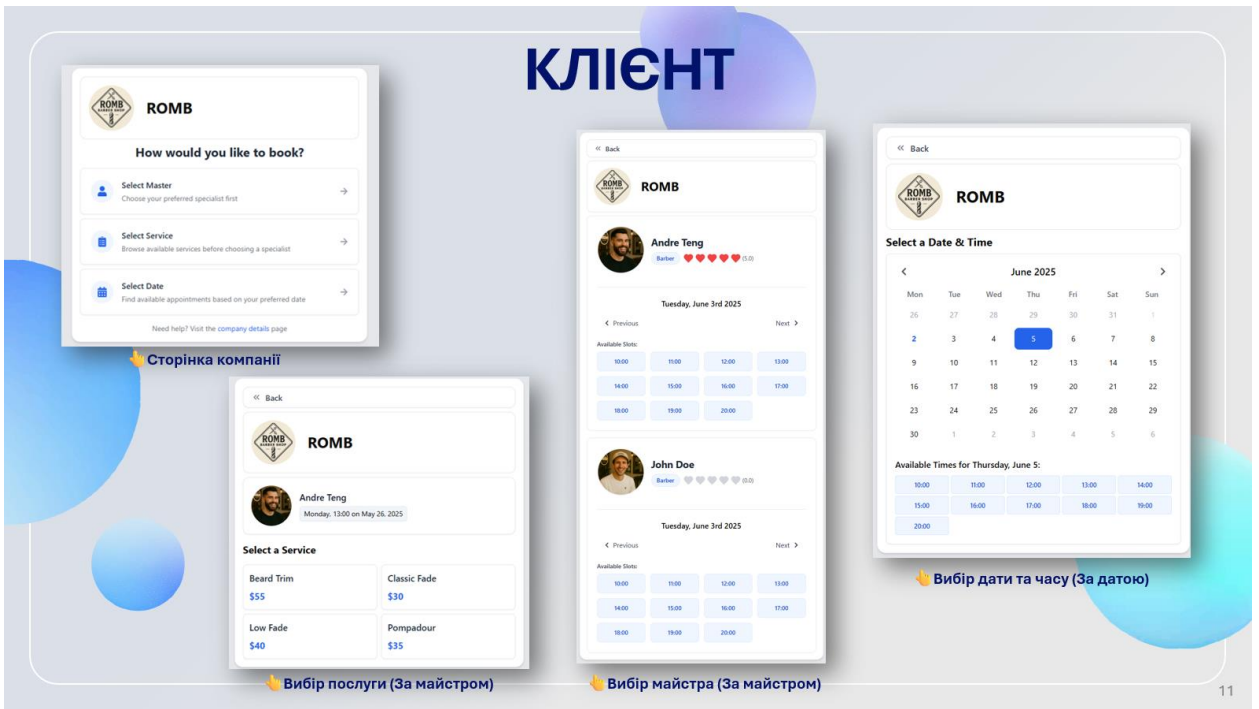 КЛІЄНТ
ROMB
BARBER SHOP
ROMB
How would you like to book?
Select Master
Choose your preferred specialist first
Select Service
Browse available services before choosing a specialist
Select Date
Find available appointments based on your preferred date
Need help? Visit the company details page
Сторінка компанії
Back
ROMB
BARBER SHOP
ROMB
Andre Teng
Monday, 13:00 on May 26, 2025
Select a Service
Beard Trim
$55
Classic Fade
$30
Low Fade
$40
Pompadour
$35
Вибір послуги (За майстром)
Back
ROMB
BARBER SHOP
ROMB
Andre Teng
Barber (5.0)
Tuesday, June 3rd 2025
Previous Next
Available Slots:
10:00 11:00 12:00 13:00
14:00 15:00 16:00 17:00
18:00 19:00 20:00
John Doe
Barber (0.0)
Tuesday, June 3rd 2025
Previous Next
Available Slots:
10:00 11:00 12:00 13:00
14:00 15:00 16:00 17:00
18:00 19:00 20:00
Вибір майстра (За майстром)
Back
ROMB
BARBER SHOP
ROMB
Select a Date & Time
June 2025
Mon Tue Wed Thu Fri Sat Sun
26 27 28 29 30 31 1
2 3 4 5 6 7 8
9 10 11 12 13 14 15
16 17 18 19 20 21 22
23 24 25 26 27 28 29
30 1 2 3 4 5 6
Available Times for Thursday, June 5:
10:00 11:00 12:00 13:00 14:00
15:00 16:00 17:00 18:00 19:00
20:00
Вибір дати та часу (За датою)
11